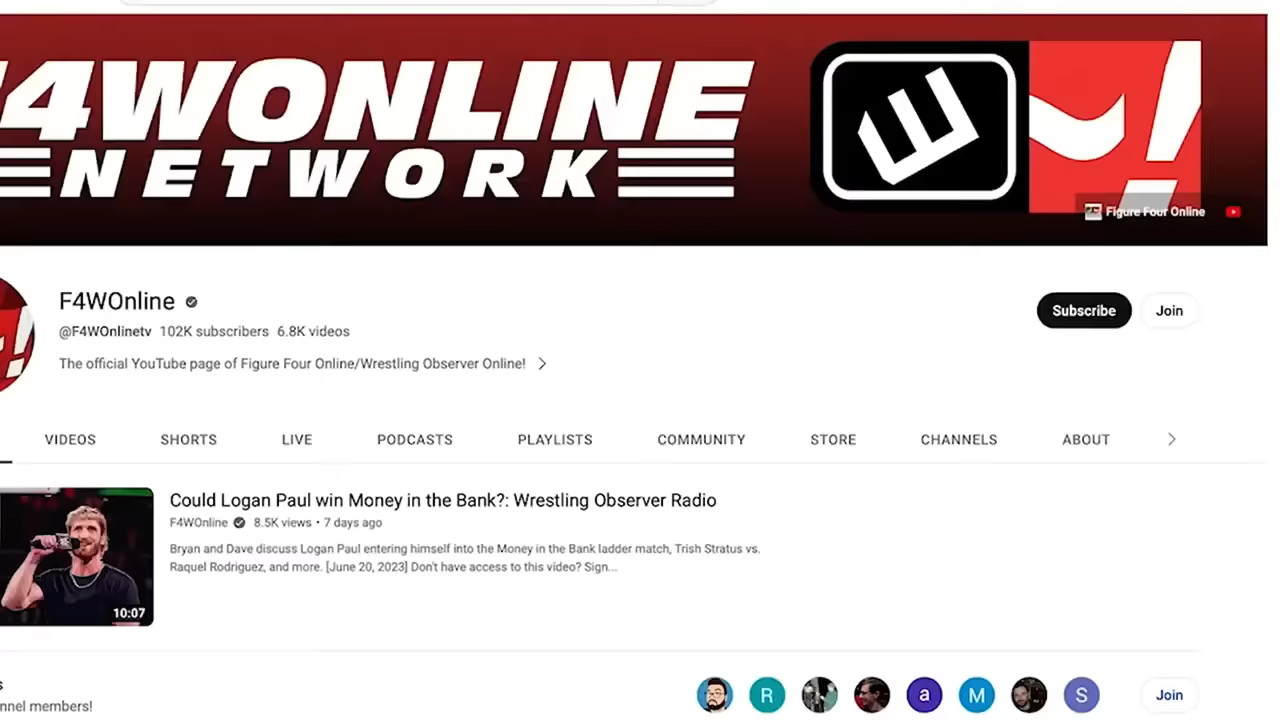 F4WONLINE
NETWORK
Figure Four Online
F4WOnline
@F4WOnlinetv 102K subscribers 6.8K videos
The official YouTube page of Figure Four Online/Wrestling Observer Online!
Subscribe
Join
VIDEOS SHORTS LIVE PODCASTS PLAYLISTS COMMUNITY STORE CHANNELS ABOUT
Could Logan Paul win Money in the Bank?: Wrestling Observer Radio
F4WOnline 8.5K views • 7 days ago
Bryan and Dave discuss Logan Paul entering himself into the Money in the Bank ladder match, Trish Stratus vs.
Raquel Rodriguez, and more. [June 20, 2023] Don't have access to this video? Sign...
10:07
nnel members!
R
a
M
S
Join